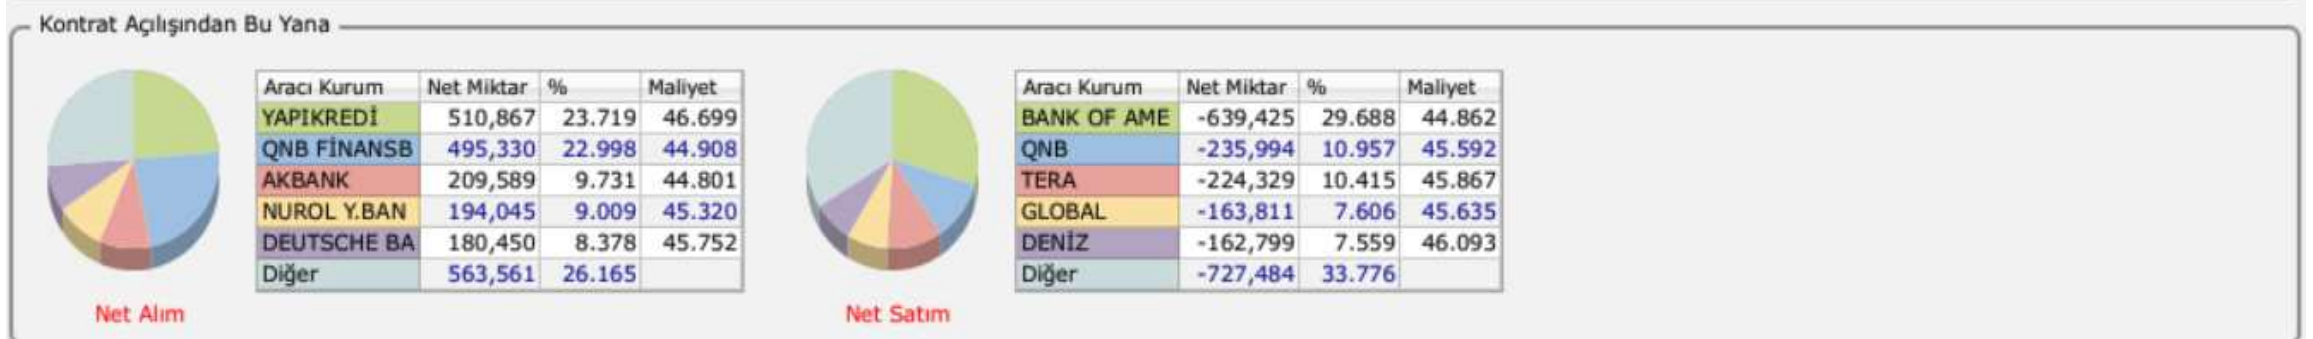 Kontrat Açılışından Bu Yana
Aracı Kurum Net Miktar % Maliyet
YAPIKREDİ 510,867 23.719 46.699
QNB FİNANSB 495,330 22.998 44.908
AKBANK 209,589 9.731 44.801
NUROL Y.BAN 194,045 9.009 45.320
DEUTSCHE BA 180,450 8.378 45.752
Diğer 563,561 26.165
Net Alım
Aracı Kurum Net Miktar % Maliyet
BANK OF AME -639,425 29.688 44.862
QNB -235,994 10.957 45.592
TERA -224,329 10.415 45.867
GLOBAL -163,811 7.606 45.635
DENİZ -162,799 7.559 46.093
Diğer -727,484 33.776
Net Satım